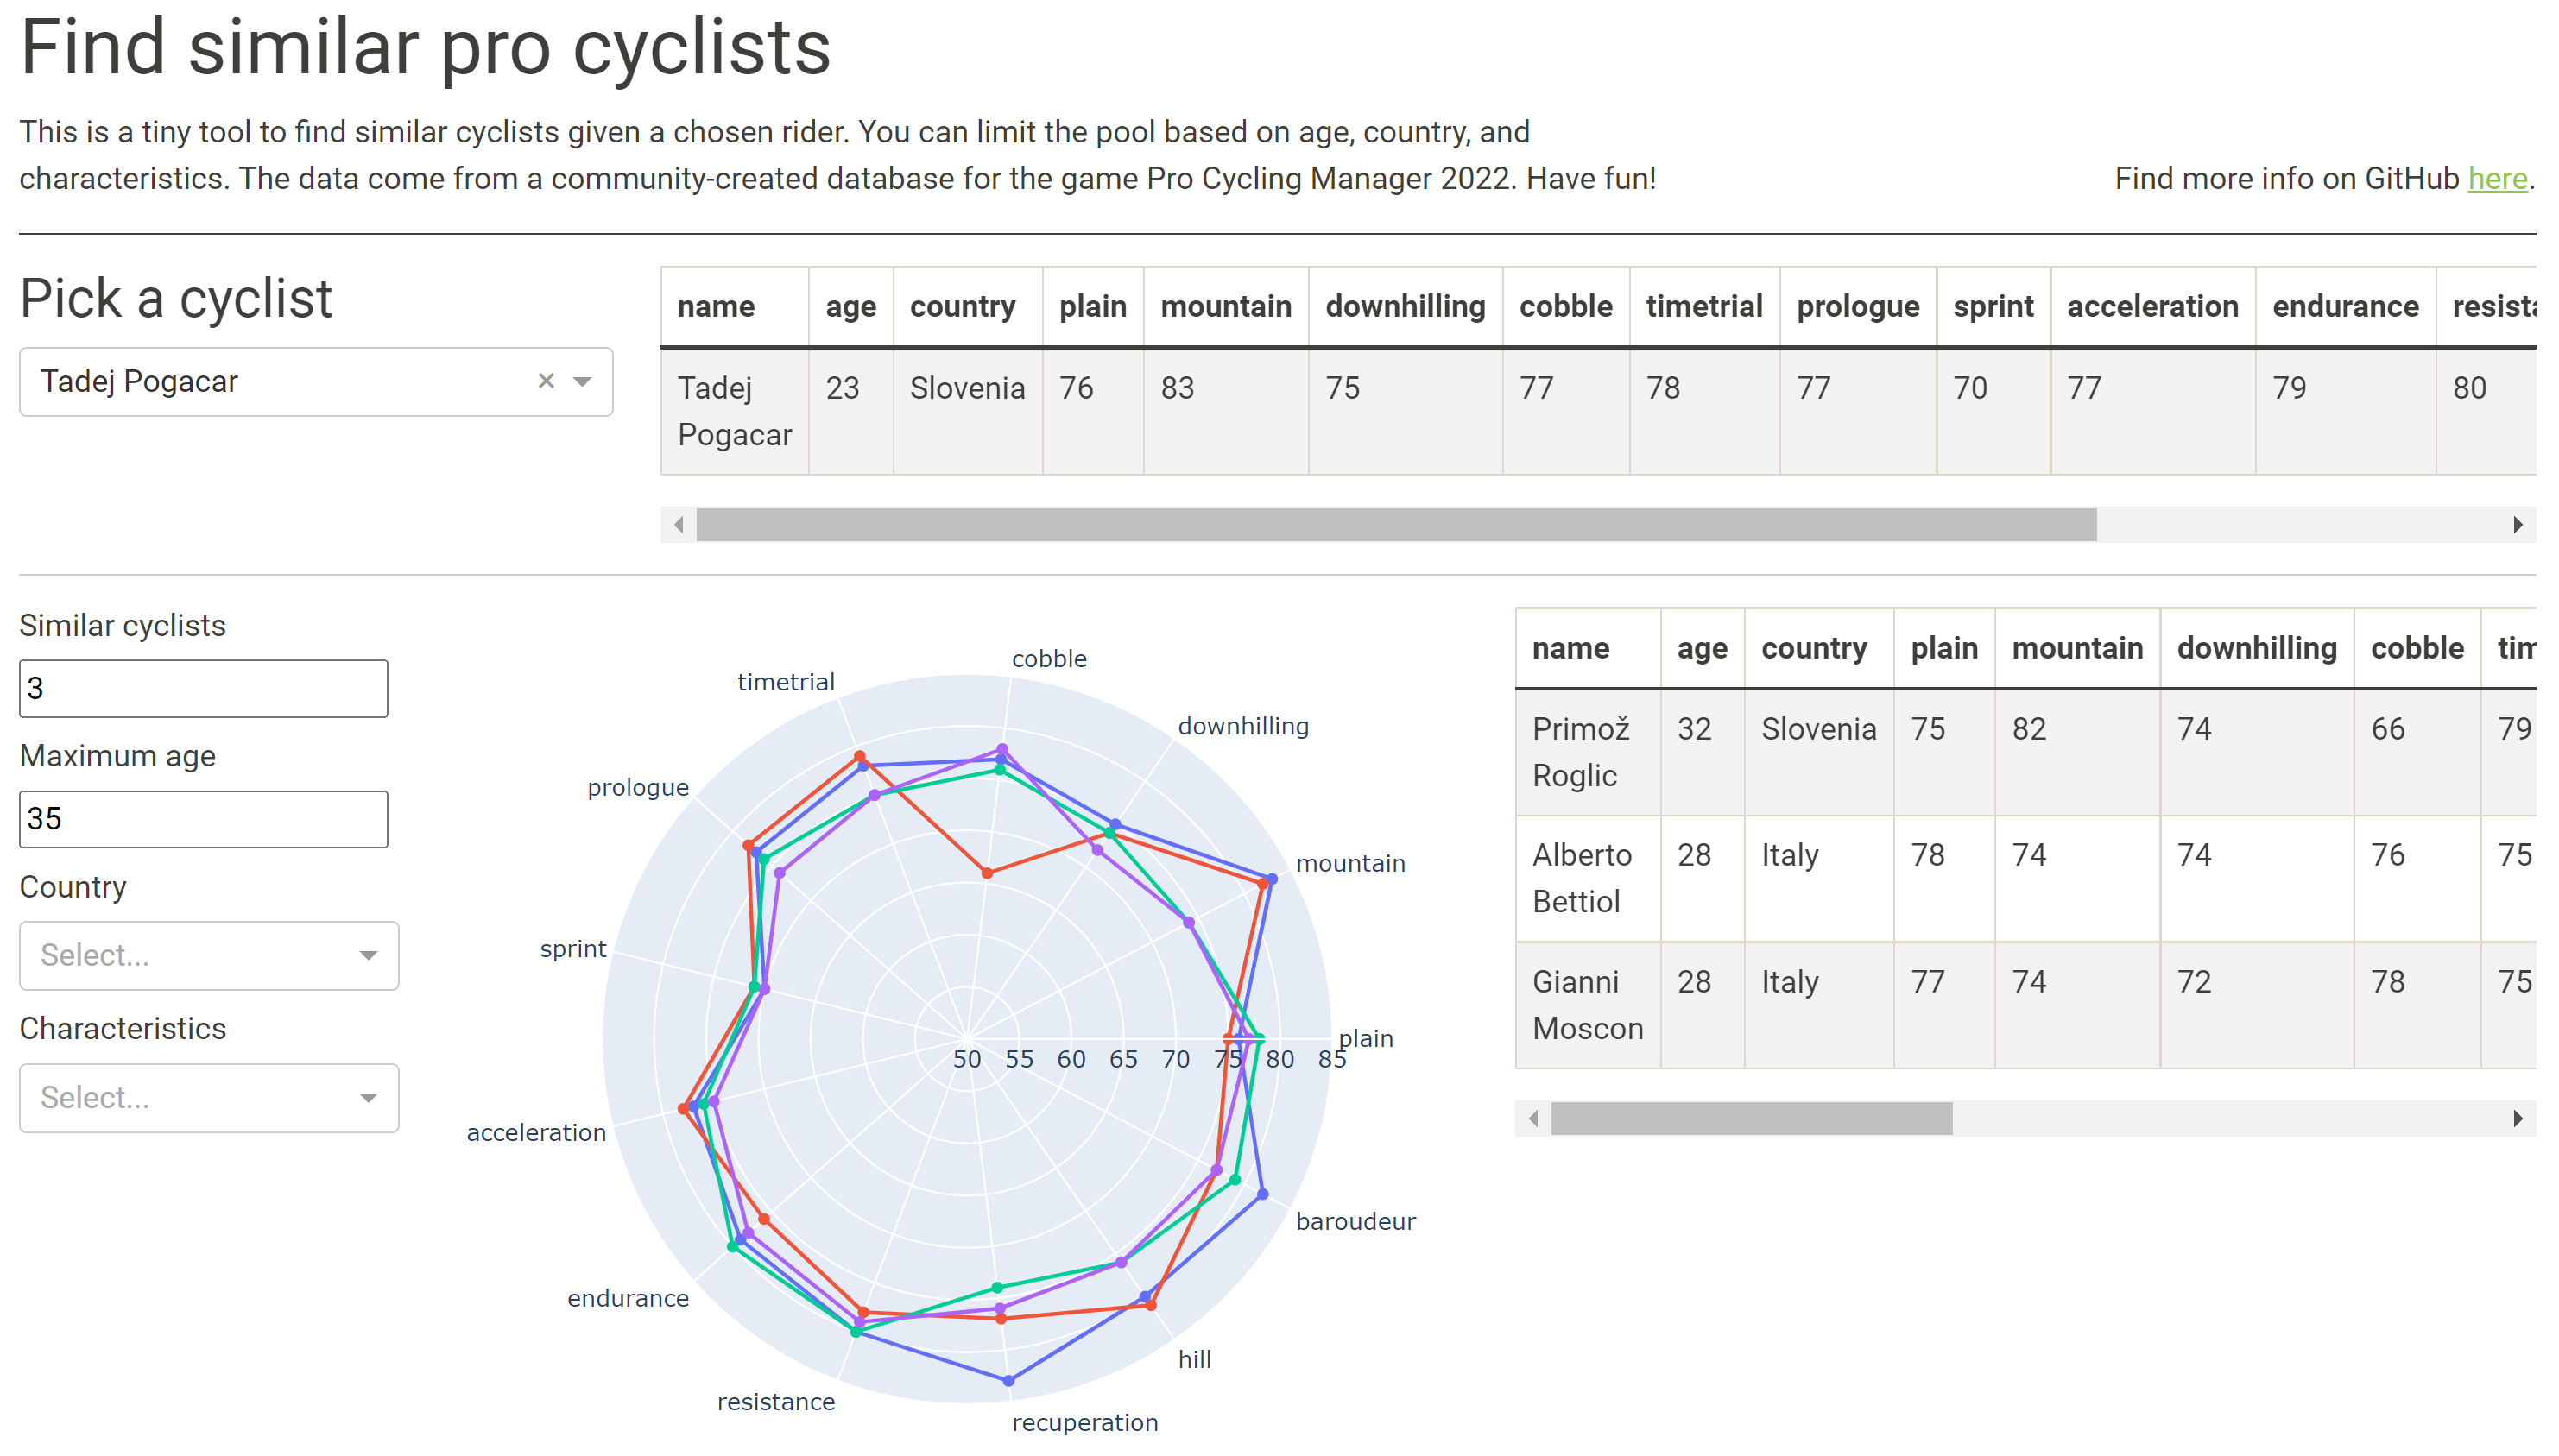 Find similar pro cyclists
This is a tiny tool to find similar cyclists given a chosen rider. You can limit the pool based on age, country, and
characteristics. The data come from a community-created database for the game Pro Cycling Manager 2022. Have fun!
Find more info on GitHub here.
Pick a cyclist
Tadej Pogacar × 
name age country plain mountain downhilling cobble timetrial prologue sprint acceleration endurance resista
Tadej 23 Slovenia 76 83 75 77 78 77 70 77 79 80
Pogacar
Similar cyclists
3
Maximum age
35
Country
Select...
Characteristics
Select...
cobble
timetrial
downhilling
prologue
mountain
sprint
plain
50 55 60 65 70 75 80 85
acceleration
baroudeur
endurance
hill
resistance
recuperation
name age country plain mountain downhilling cobble tim
Primož 32 Slovenia 75 82 74 66 79
Roglic
Alberto 28 Italy 78 74 74 76 75
Bettiol
Gianni 28 Italy 77 74 72 78 75
Moscon